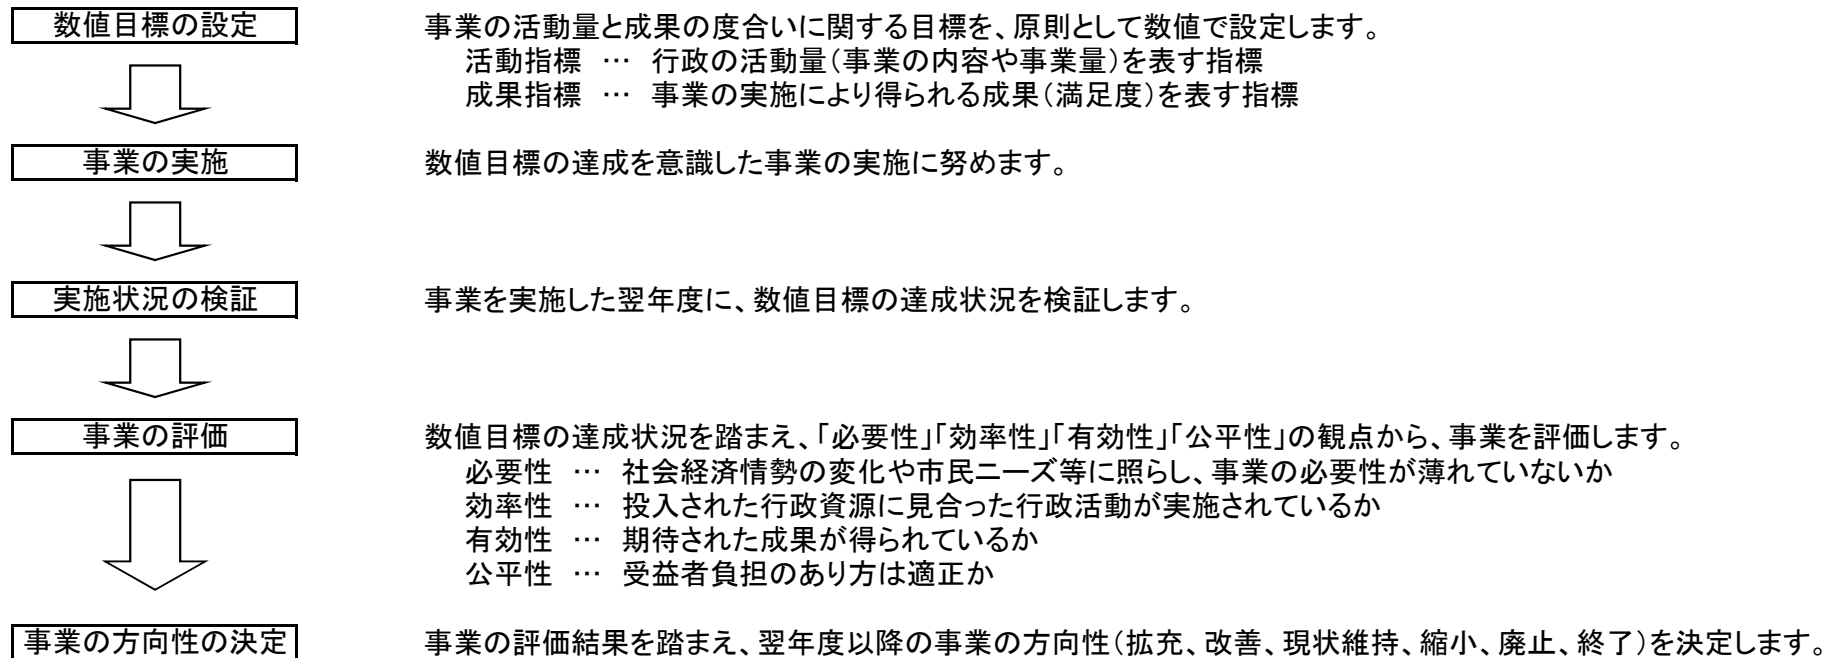 数値目標の設定　事業の活動量と成果の度合いに関する目標を、原則として数値で設定します。
活動指標　…　行政の活動量（事業の内容や事業量）を表す指標
成果指標　…　事業の実施により得られる成果（満足度）を表す指標
事業の実施　数値目標の達成を意識した事業の実施に努めます。
実施状況の検証　事業を実施した翌年度に、数値目標の達成状況を検証します。
事業の評価　数値目標の達成状況を踏まえ、「必要性」「効率性」「有効性」「公平性」の観点から、事業を評価します。
必要性　…　社会経済情勢の変化や市民ニーズ等に照らし、事業の必要性が薄れていないか
効率性　…　投入された行政資源に見合った行政活動が実施されているか
有効性　…　期待された成果が得られているか
公平性　…　受益者負担のあり方は適正か
事業の方向性の決定　事業の評価結果を踏まえ、翌年度以降の事業の方向性（拡充、改善、現状維持、縮小、廃止、終了）を決定します。